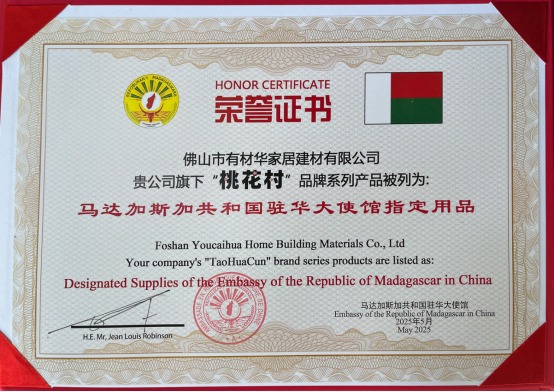 HONOR CERTIFICATE
荣誉证书
佛山市有材华家居建材有限公司
贵公司旗下“桃花村”品牌系列产品被列为:
马达加斯加共和国驻华大使馆指定用品
Foshan Youcaihua Home Building Materials Co., Ltd
Your company's "TaoHuaCun" brand series products are listed as:
Designated Supplies of the Embassy of the Republic of Madagascar in China
H.E. Mr, Jean Louis Robinson
马达加斯加共和国驻华大使馆
Embassy of the Republic of Madagascar in China
2025年5月
May 2025